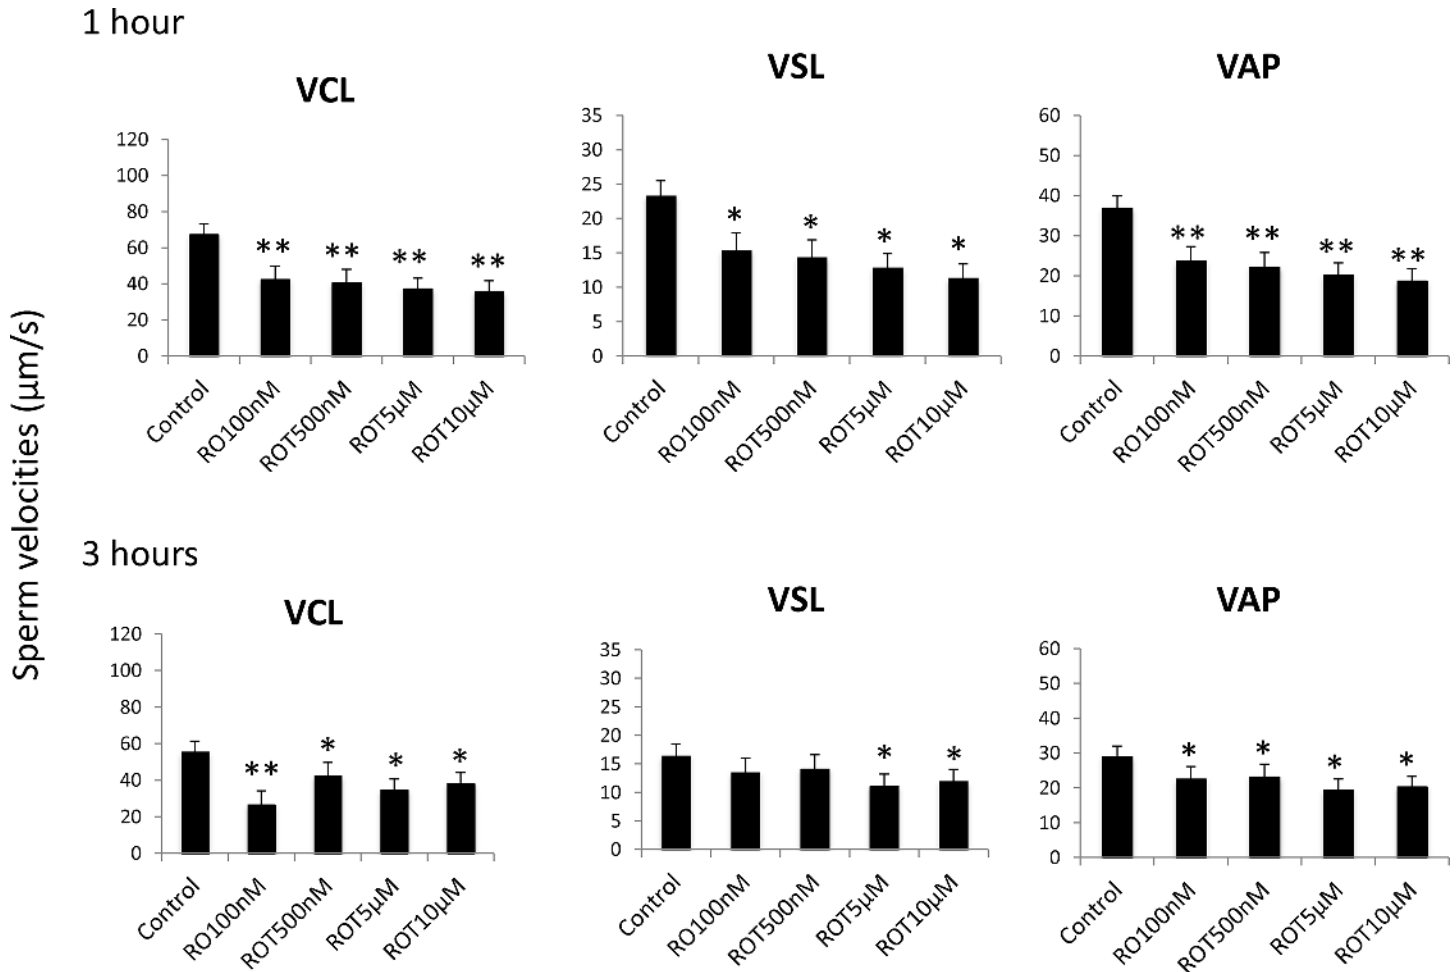 1 hour
Sperm velocities (µm/s)
VCL
120
100
80
60
40
20
0
** ** ** **
Control RO100nM ROT500nM ROT5µM ROT10µM
VSL
35
30
25
20
15
10
5
0
* * * *
Control RO100nM ROT500nM ROT5µM ROT10µM
VAP
60
50
40
30
20
10
0
** ** ** **
Control RO100nM ROT500nM ROT5µM ROT10µM
3 hours
VCL
120
100
80
60
40
20
0
** * * *
Control RO100nM ROT500nM ROT5µM ROT10µM
VSL
35
30
25
20
15
10
5
0
* *
Control RO100nM ROT500nM ROT5µM ROT10µM
VAP
60
50
40
30
20
10
0
* * * *
Control RO100nM ROT500nM ROT5µM ROT10µM